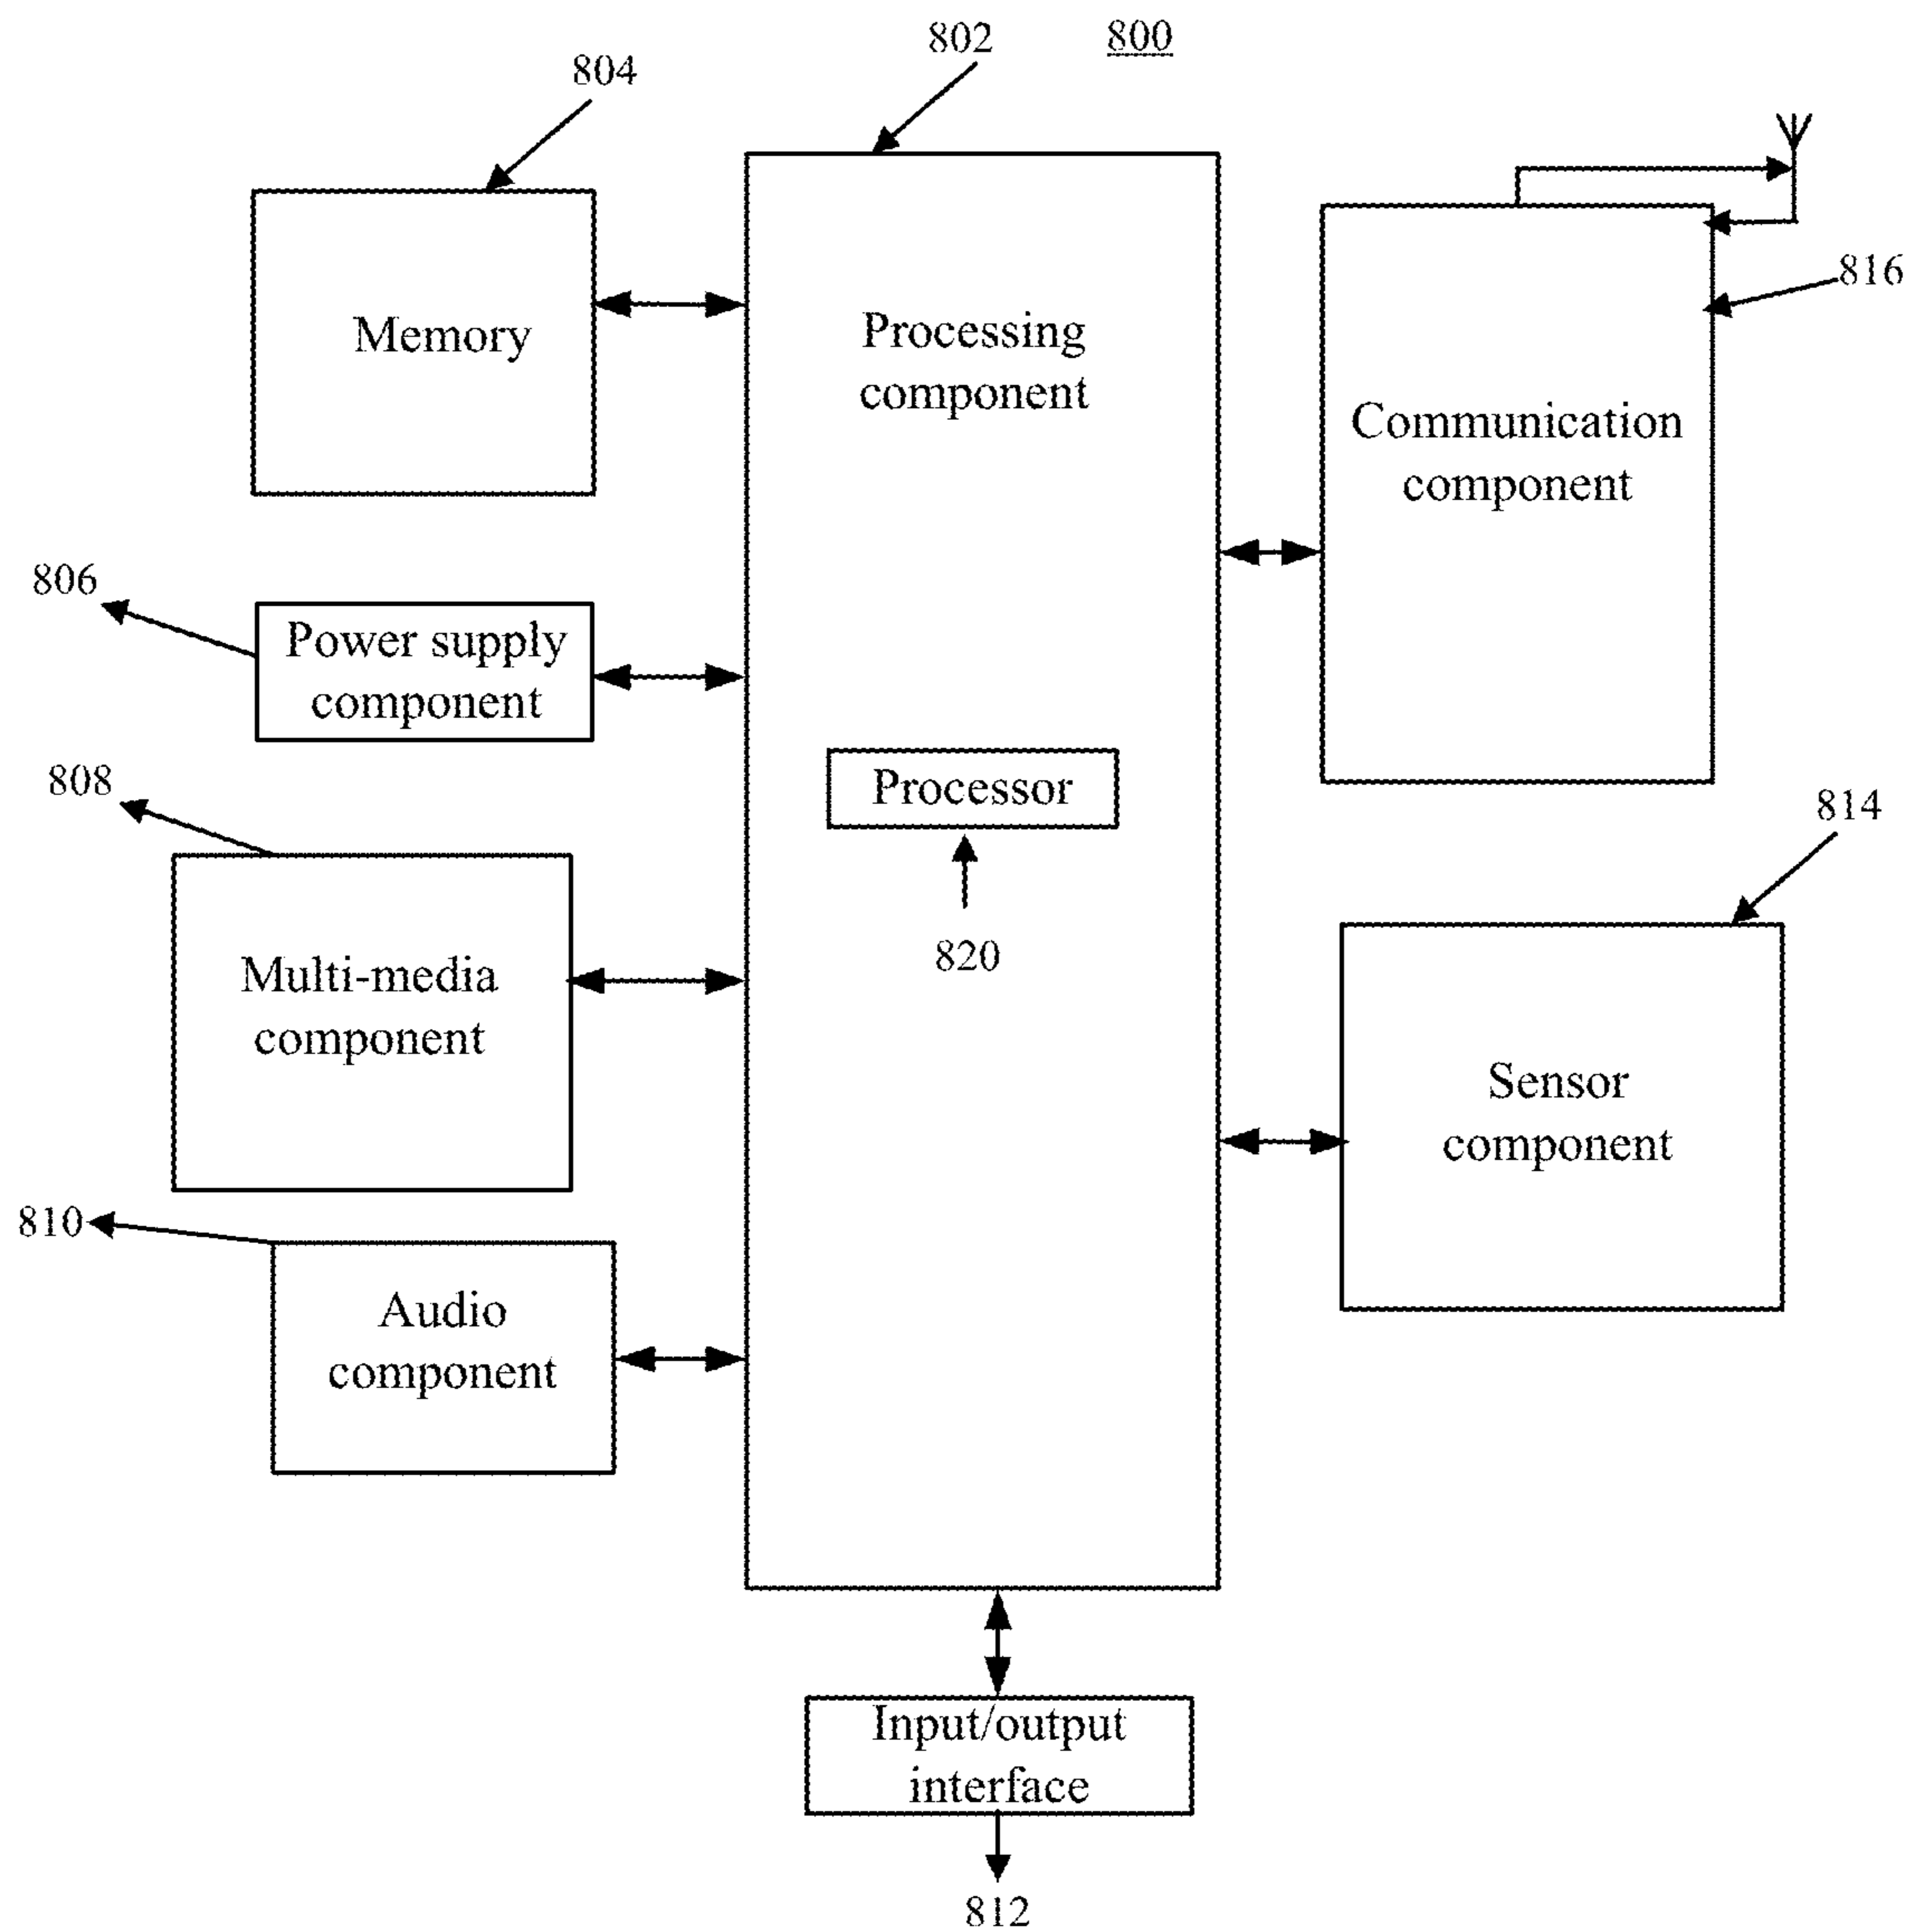 802
800
804
816
Memory
Processing
component
Communication
component
806
Power supply
component
808
Processor
814
820
Multi-media
component
Sensor
component
810
Audio
component
Input/output
interface
812